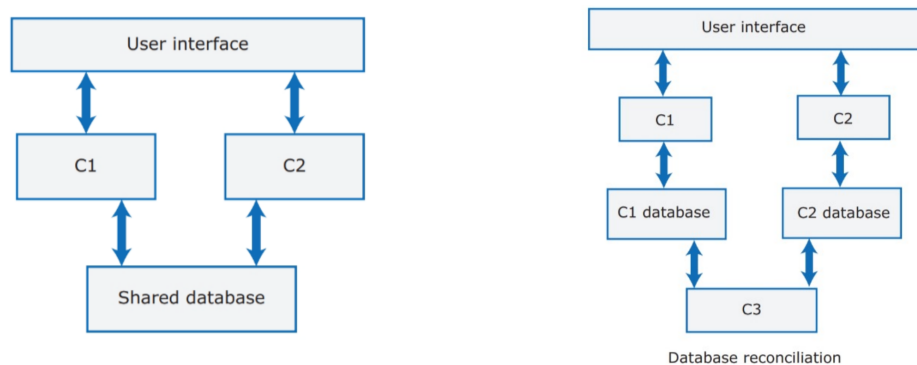 User interface
C1
C2
Shared database
User interface
C1
C2
C1 database
C2 database
C3
Database reconciliation